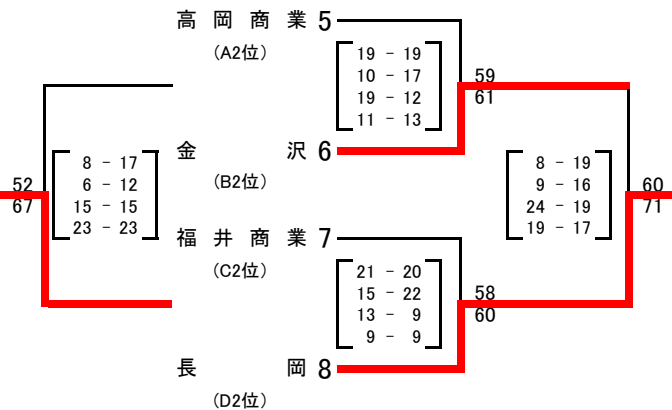 高岡商業 5
(A2位)
19 - 19
10 - 17
19 - 12
11 - 13
59
61
金沢 6
(B2位)
8 - 17
6 - 12
15 - 15
23 - 23
52
67
8 - 19
9 - 16
24 - 19
19 - 17
60
71
福井商業 7
(C2位)
21 - 20
15 - 22
13 - 9
9 - 9
58
60
長岡 8
(D2位)